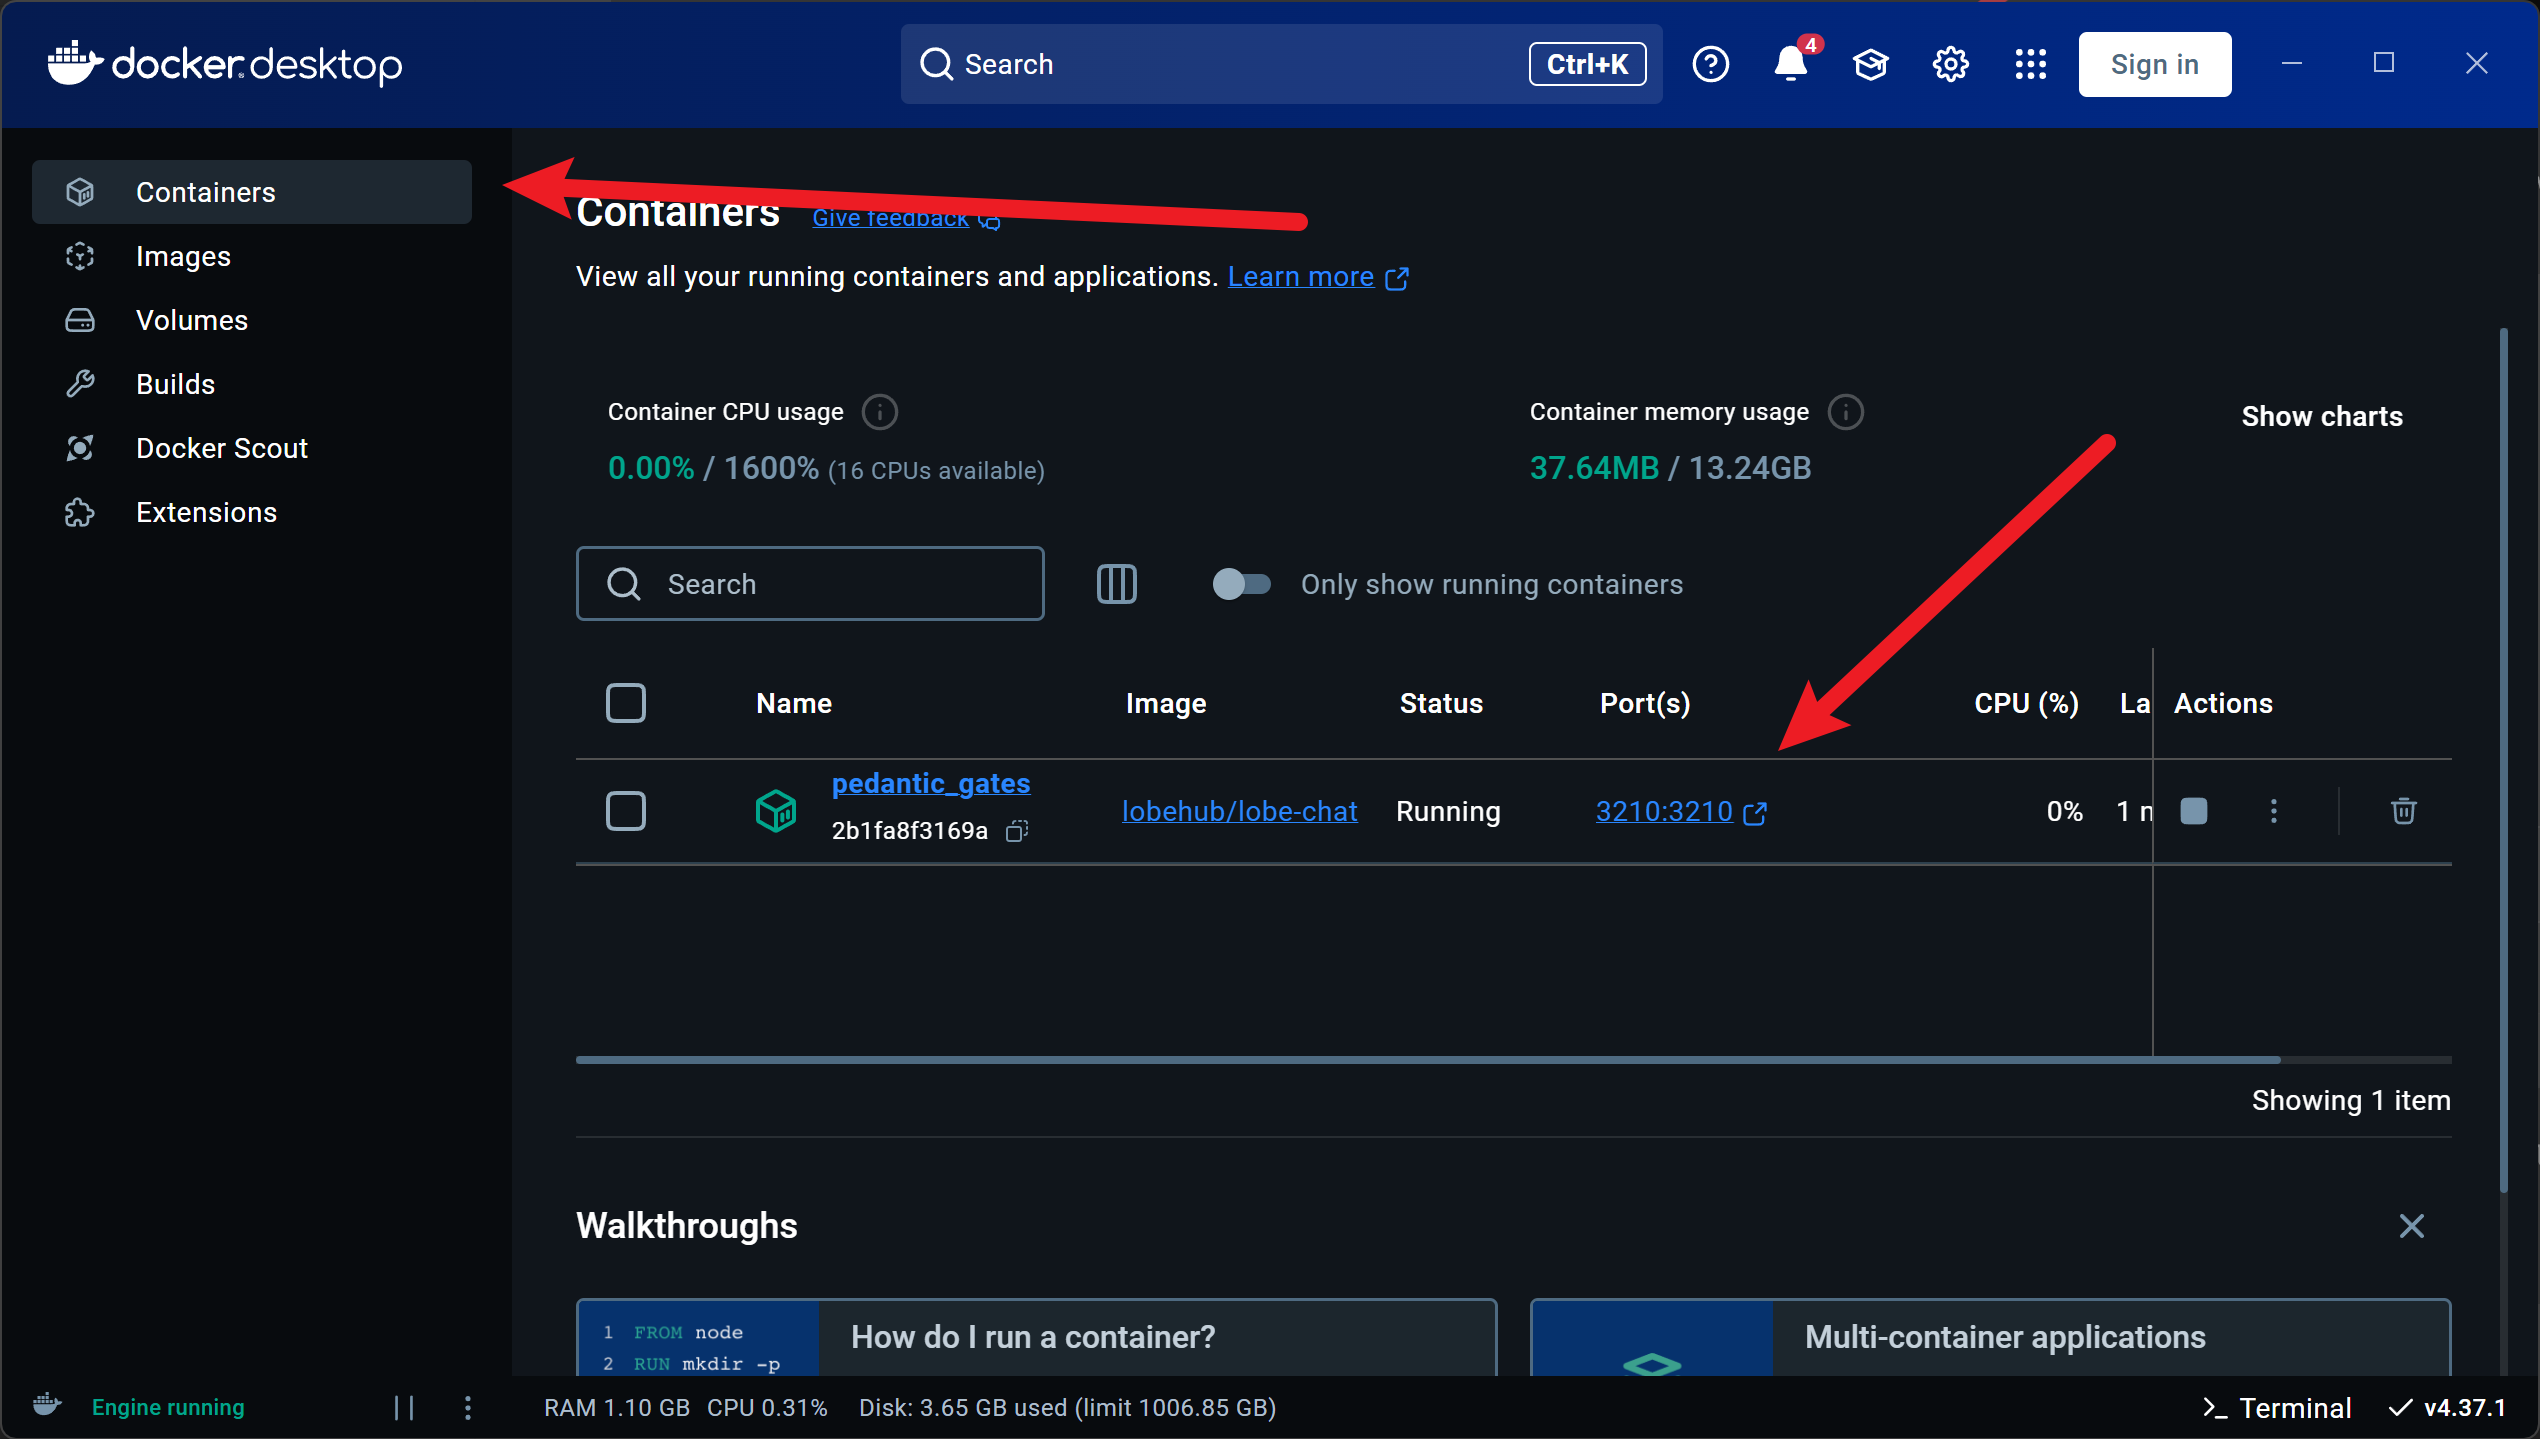 docker desktop
Search
Ctrl+K
4
Sign in
Containers
Images
Volumes
Builds
Docker Scout
Extensions
Containers
Give feedback
View all your running containers and applications. Learn more
Container CPU usage
0.00% / 1600% (16 CPUs available)
Container memory usage
37.64MB / 13.24GB
Show charts
Search
Only show running containers
Name
Image
Status
Port(s)
CPU (%)
La
Actions
pedantic_gates
2b1fa8f3169a
lobehub/lobe-chat
Running
3210:3210
0%
1
Showing 1 item
Walkthroughs
1 FROM node
2 RUN mkdir -p
How do I run a container?
Multi-container applications
Engine running
RAM 1.10 GB CPU 0.31% Disk: 3.65 GB used (limit 1006.85 GB)
>_ Terminal
v4.37.1